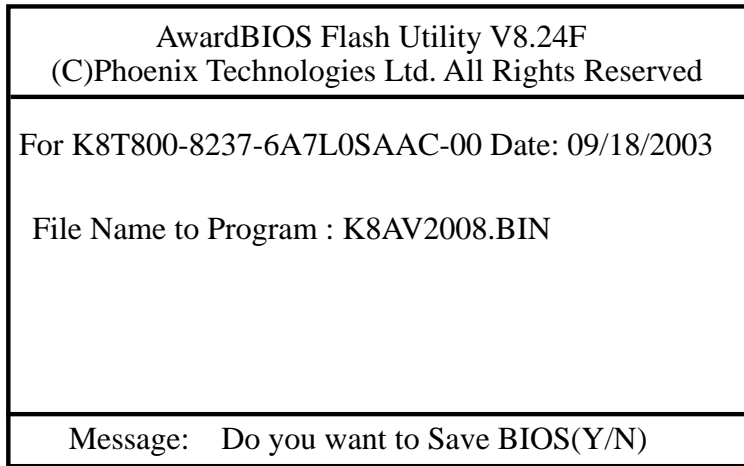 AwardBIOS Flash Utility V8.24F
(C)Phoenix Technologies Ltd. All Rights Reserved
For K8T800-8237-6A7L0SAAC-00 Date: 09/18/2003
File Name to Program : K8AV2008.BIN
Message: Do you want to Save BIOS(Y/N)